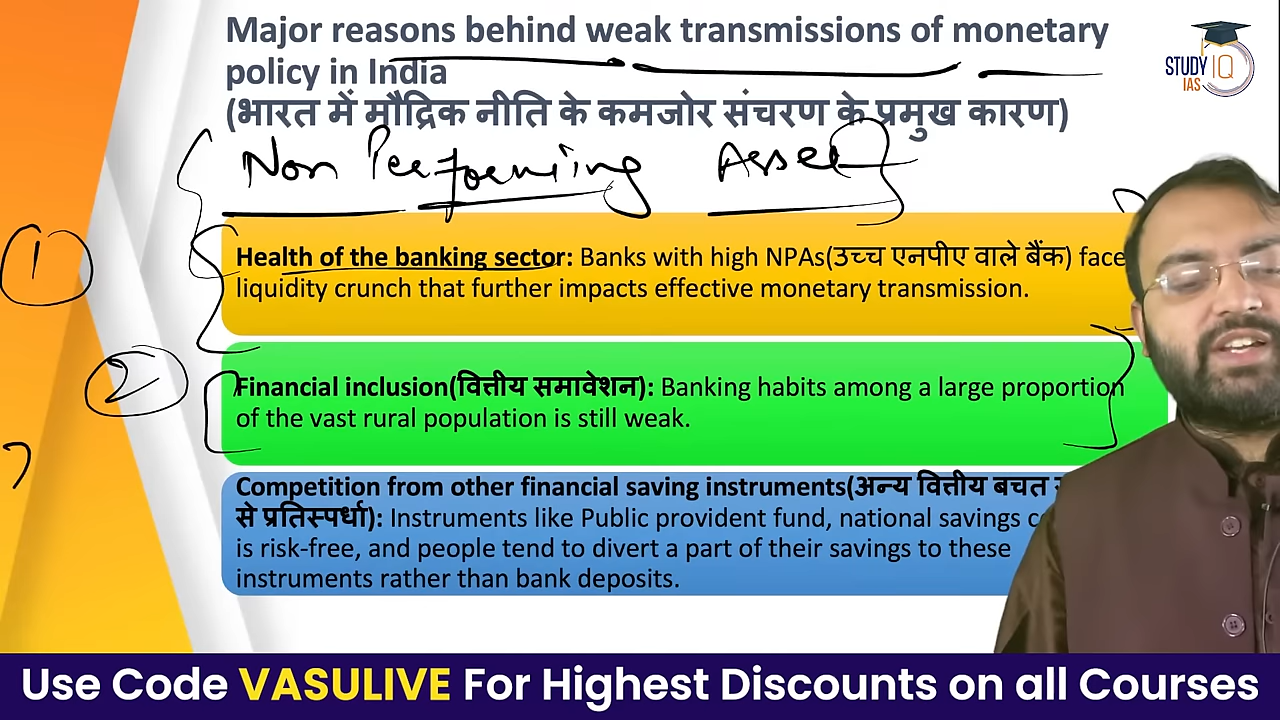 Major reasons behind weak transmissions of monetary
policy in India
(भारत में मौद्रिक नीति के कमजोर संचरण के प्रमुख कारण)
STUDY IQ
IAS
Non Performing Asset
1
Health of the banking sector: Banks with high NPAs(उच्च एनपीए वाले बैंक) face
liquidity crunch that further impacts effective monetary transmission.
2
Financial inclusion(वित्तीय समावेशन): Banking habits among a large proportion
of the vast rural population is still weak.
Competition from other financial saving instruments(अन्य वित्तीय बचत
से प्रतिस्पर्धा): Instruments like Public provident fund, national savings
is risk-free, and people tend to divert a part of their savings to these
instruments rather than bank deposits.
Use Code VASULIVE For Highest Discounts on all Courses